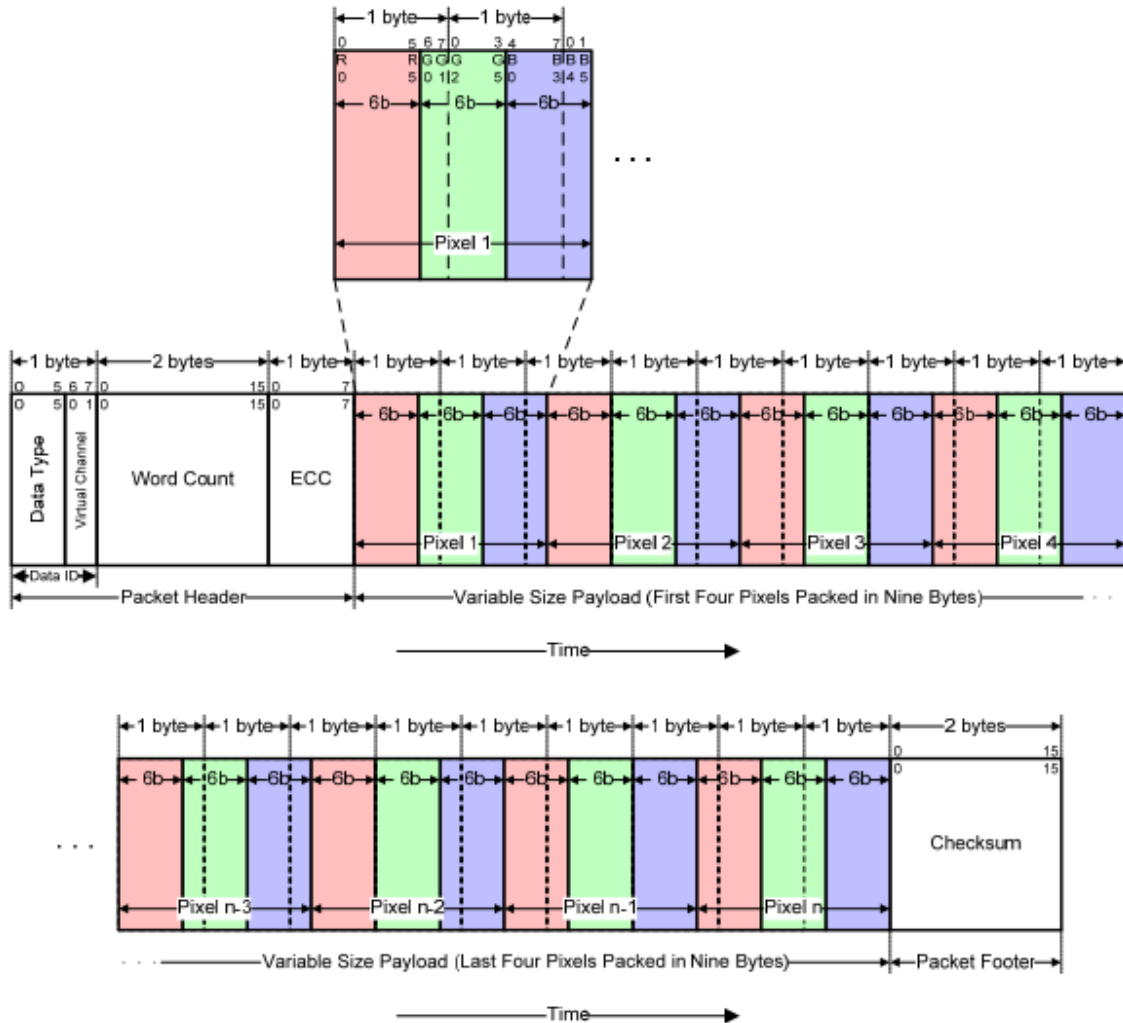 1 byte 1 byte
0 5 6 7 0 3 4 7 0 1
R R G G G G B B B B
0 5 0 1 2 5 0 3 4 5
6b 6b 6b
. . .
Pixel 1
1 byte 2 bytes 1 byte 1 byte 1 byte 1 byte 1 byte 1 byte 1 byte 1 byte 1 byte 1 byte
0 5 6 7 0 15 0 7
0 5 0 1 0 15 0 7
6b 6b 6b 6b 6b 6b 6b 6b 6b 6b 6b 6b
Data Type
Virtual Channel
Word Count
ECC
Pixel 1 Pixel 2 Pixel 3 Pixel 4
Data ID
Packet Header
Variable Size Payload (First Four Pixels Packed in Nine Bytes)
Time
1 byte 1 byte 1 byte 1 byte 1 byte 1 byte 1 byte 1 byte 1 byte 2 bytes
0 15
0 15
6b 6b 6b 6b 6b 6b 6b 6b 6b 6b 6b 6b
. . .
Checksum
Pixel n-3 Pixel n-2 Pixel n-1 Pixel n
Variable Size Payload (Last Four Pixels Packed in Nine Bytes)
Packet Footer
Time